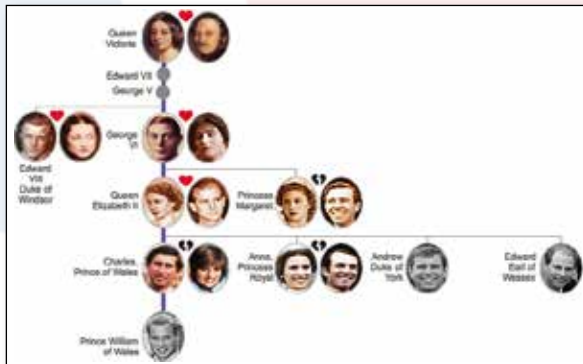 Queen
Victoria
Edward VII
George V
George
VI
Edward
VIII
Duke of
Windsor
Queen
Elizabeth II
Princess
Margaret
Charles,
Prince of Wales
Anne,
Princess
Royal
Andrew
Duke of
York
Edward
Earl of
Wessex
Prince William
of Wales